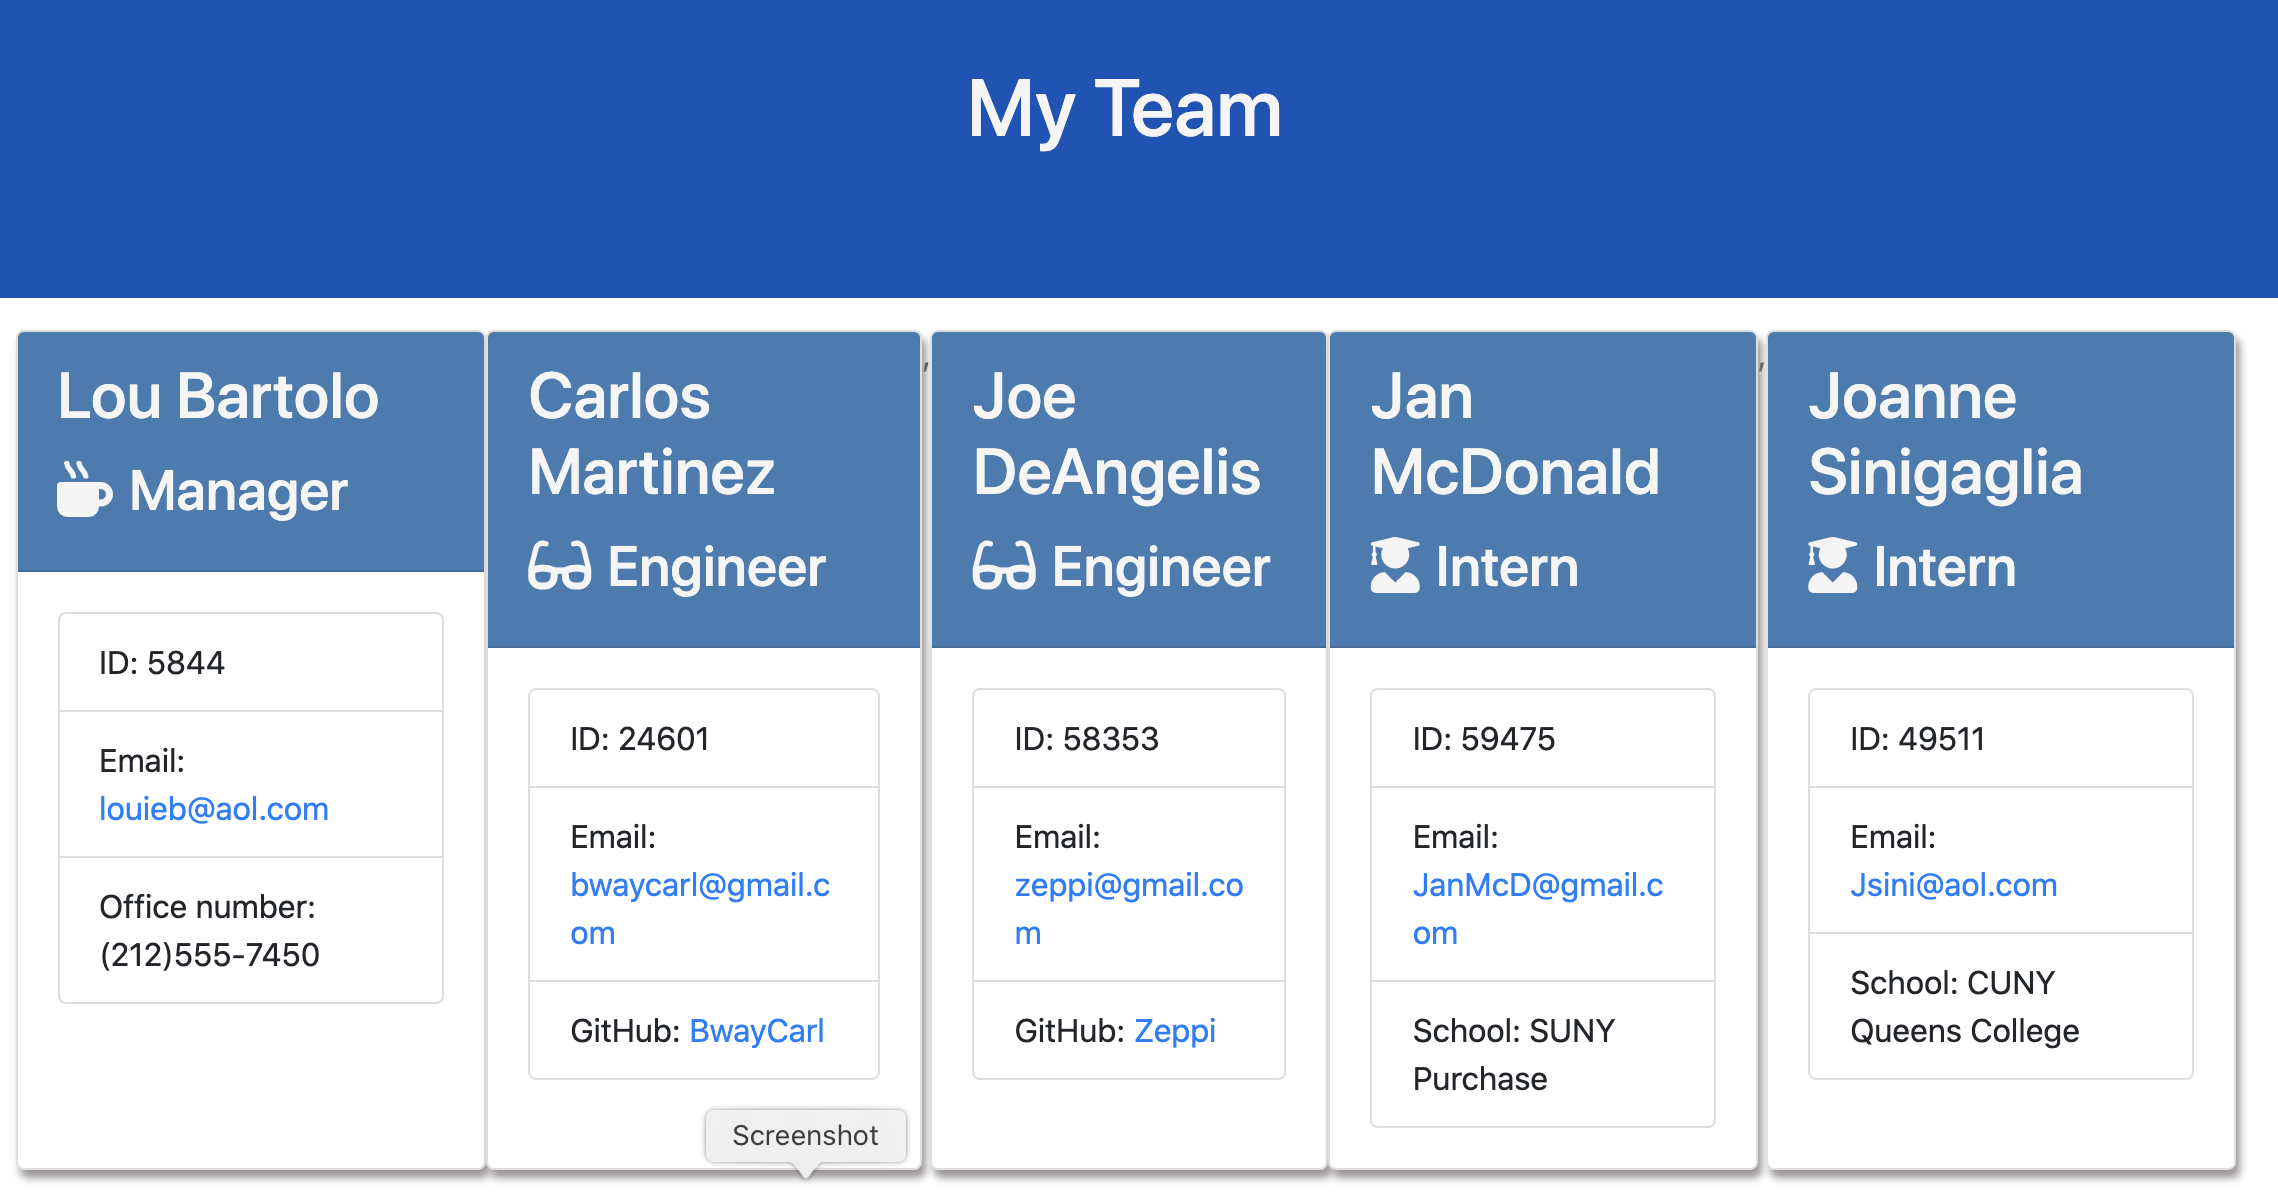 My Team
Lou Bartolo
Manager
ID: 5844
Email:
louieb@aol.com
Office number:
(212)555-7450
Carlos
Martinez
Engineer
ID: 24601
Email:
bwaycarl@gmail.c
om
GitHub: BwayCarl
,
Joe
DeAngelis
Engineer
ID: 58353
Email:
zeppi@gmail.co
m
GitHub: Zeppi
Jan
McDonald
Intern
ID: 59475
Email:
JanMcD@gmail.c
om
School: SUNY
Purchase
,
Joanne
Sinigaglia
Intern
ID: 49511
Email:
Jsini@aol.com
School: CUNY
Queens College
Screenshot